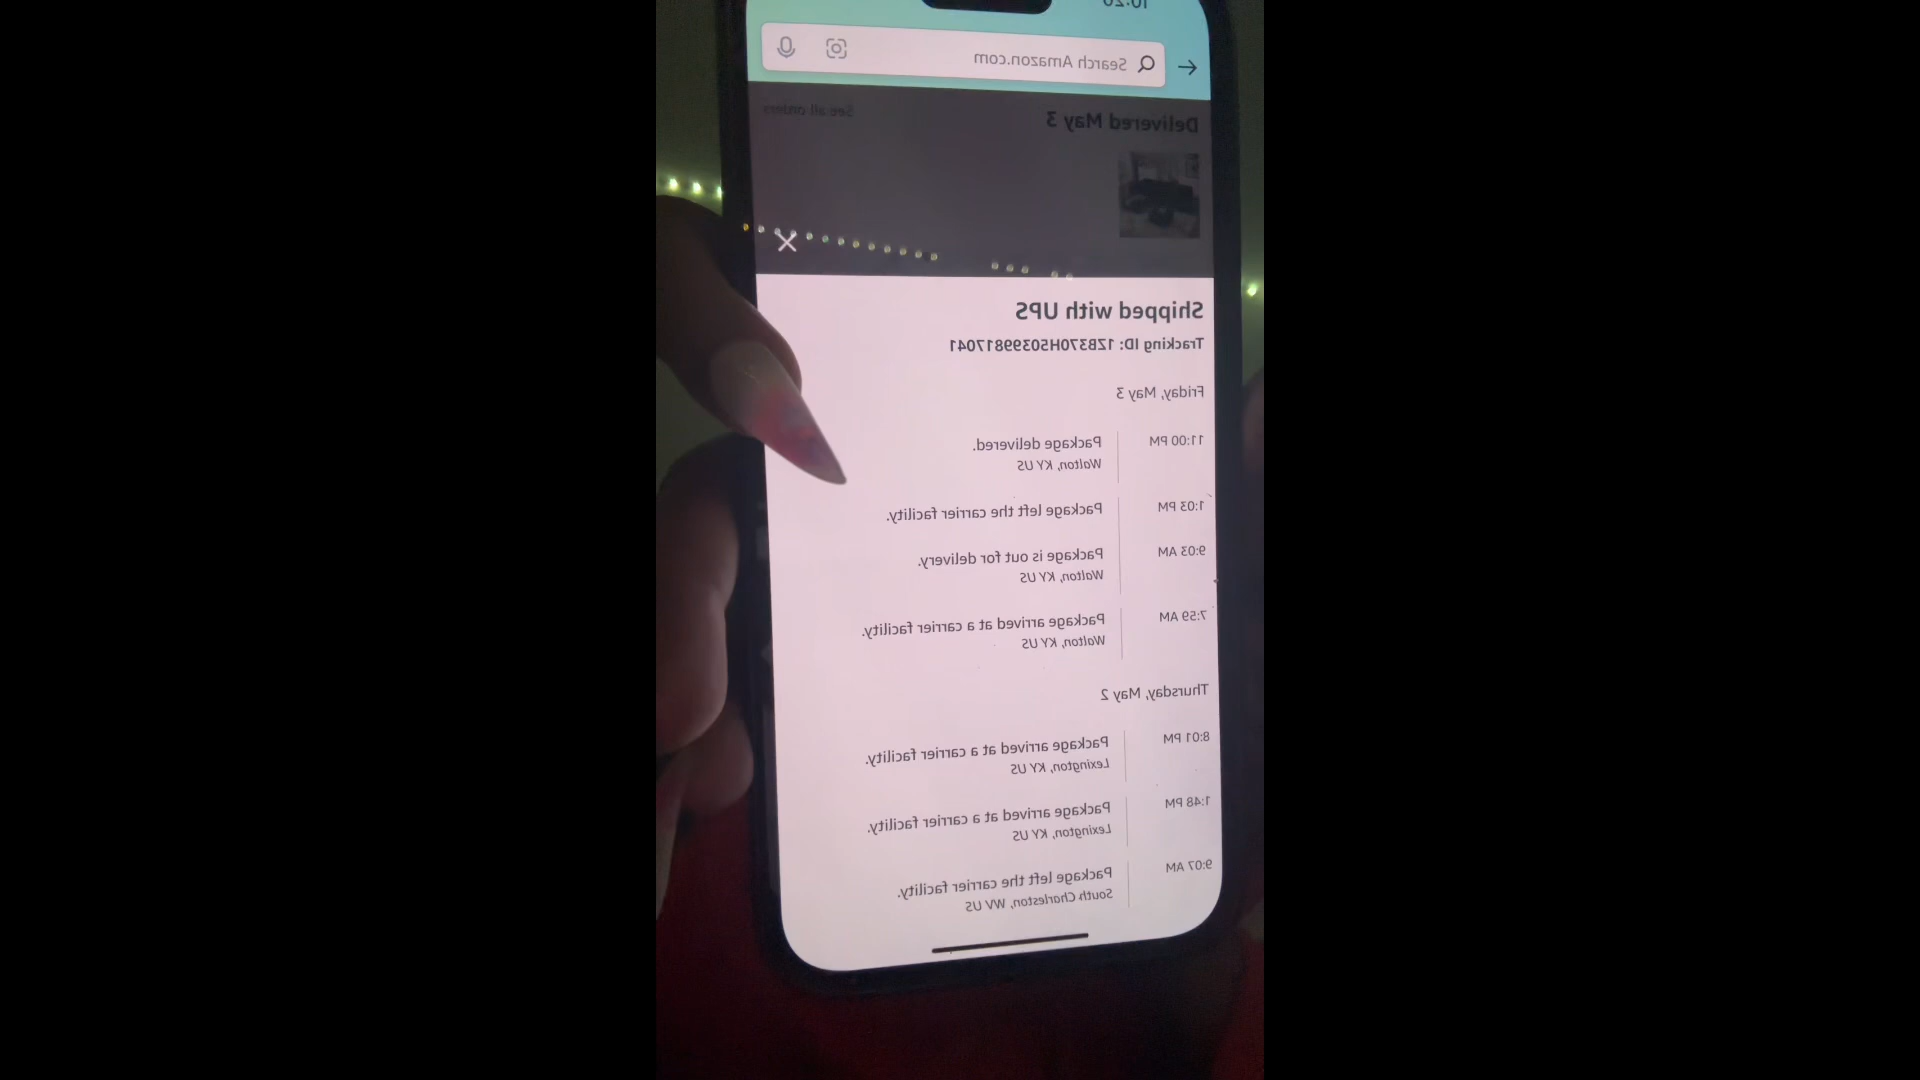 10:20
Search Amazon.com
Delivered May 3
See all orders
Shipped with UPS
Tracking ID: 1ZB370H50399817041
Friday, May 3
11:00 PM Package delivered.
Walton, KY US
1:03 PM Package left the carrier facility.
9:03 AM Package is out for delivery.
Walton, KY US
7:59 AM Package arrived at a carrier facility.
Walton, KY US
Thursday, May 2
8:01 PM Package arrived at a carrier facility.
Lexington, KY US
1:48 PM Package arrived at a carrier facility.
Lexington, KY US
9:07 AM Package left the carrier facility.
South Charleston, WV US